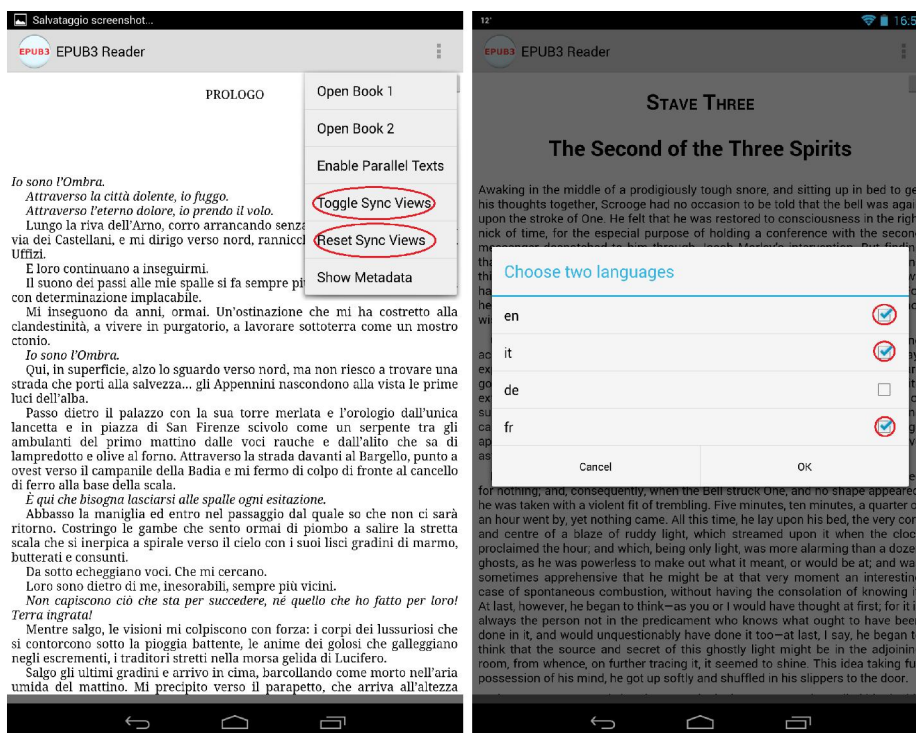 Salvataggio screenshot...
EPUB3 EPUB3 Reader
PROLOGO
Open Book 1
Open Book 2
Enable Parallel Texts
Toggle Sync Views
Reset Sync Views
Show Metadata
Io sono l'Ombra.
Attraverso la città dolente, io fuggo.
Attraverso l'eterno dolore, io prendo il volo.
Lungo la riva dell'Arno, corro arrancando senza
via dei Castellani, e mi dirigo verso nord,
Uffizi.
E loro continuano a inseguirmi.
Il suono dei passi alle mie spalle si fa sempre
con determinazione implacabile.
Mi inseguono da anni, ormai. Un'ostinazione che mi ha costretto alla
clandestinità, a vivere in purgatorio, a lavorare sottoterra come un mostro
ctonio.
Io sono l'Ombra.
Qui, in superficie, alzo lo sguardo verso nord, ma non riesco a trovare una
strada che porti alla salvezza... gli Appennini nascondono alla vista le prime
luci dell'alba.
Passo dietro il palazzo con la sua torre merlata e l'orologio dall'unica
lancetta e in piazza di San Firenze scivolo come un serpente tra gli
ambulanti del primo mattino dalle voci rauche e dall'alito che sa di
lampredotto e olive al forno. Attraverso la strada davanti al Bargello, punto a
ovest verso il campanile della Badia e mi fermo di colpo di fronte al cancello
di ferro alla base della scala.
È qui che bisogna lasciarsi alle spalle ogni esitazione.
Abbasso la maniglia ed entro nel passaggio dal quale so che non ci sarà
ritorno. Costringo le gambe che sento ormai di piombo a salire la stretta
scala che si inerpica a spirale verso il cielo con i suoi lisci gradini di marmo,
butterati e consunti.
Da sotto echeggiano voci. Che mi cercano.
Loro sono dietro di me, inesorabili, sempre più vicini.
Non capiscono ciò che sta per succedere, né quello che ho fatto per loro!
Terra ingrata!
Mentre salgo, le visioni mi colpiscono con forza: i corpi dei lussuriosi che
si contorcono sotto la pioggia battente, le anime dei golosi che galleggiano
negli escrementi, i traditori stretti nella morsa gelida di Lucifero.
Salgo gli ultimi gradini e arrivo in cima, barcollando come morto nell'aria
umida del mattino. Mi precipito verso il parapetto, che arriva all'altezza
12° 16:5
EPUB3 EPUB3 Reader
STAVE THREE
The Second of the Three Spirits
Awaking in the middle of a prodigiously tough snore, and sitting up in bed to ge
his thoughts together, Scrooge had no occasion to be told that the bell was agai
upon the stroke of One. He felt that he was restored to consciousness in the righ
nick of time, for the especial purpose of holding a conference with the secon
Choose two languages
en
it
de
fr
Cancel OK
for nothing; and, consequently, when the Bell struck One, and no shape appeared
he was taken with a violent fit of trembling. Five minutes, ten minutes, a quarter o
an hour went by, yet nothing came. All this time, he lay upon his bed, the very cor
and centre of a blaze of ruddy light, which streamed upon it when the cloc
proclaimed the hour; and which, being only light, was more alarming than a doze
ghosts, as he was powerless to make out what it meant, or would be at; and wa
sometimes apprehensive that he might be at that very moment an interestin
case of spontaneous combustion, without having the consolation of knowing i
At last, however, he began to think—as you or I would have thought at first; for it i
always the person not in the predicament who knows what ought to have bee
done in it, and would unquestionably have done it too—at last, I say, he began t
think that the source and secret of this ghostly light might be in the adjoinin
room, from whence, on further tracing it, it seemed to shine. This idea taking fu
possession of his mind, he got up softly and shuffled in his slippers to the door.